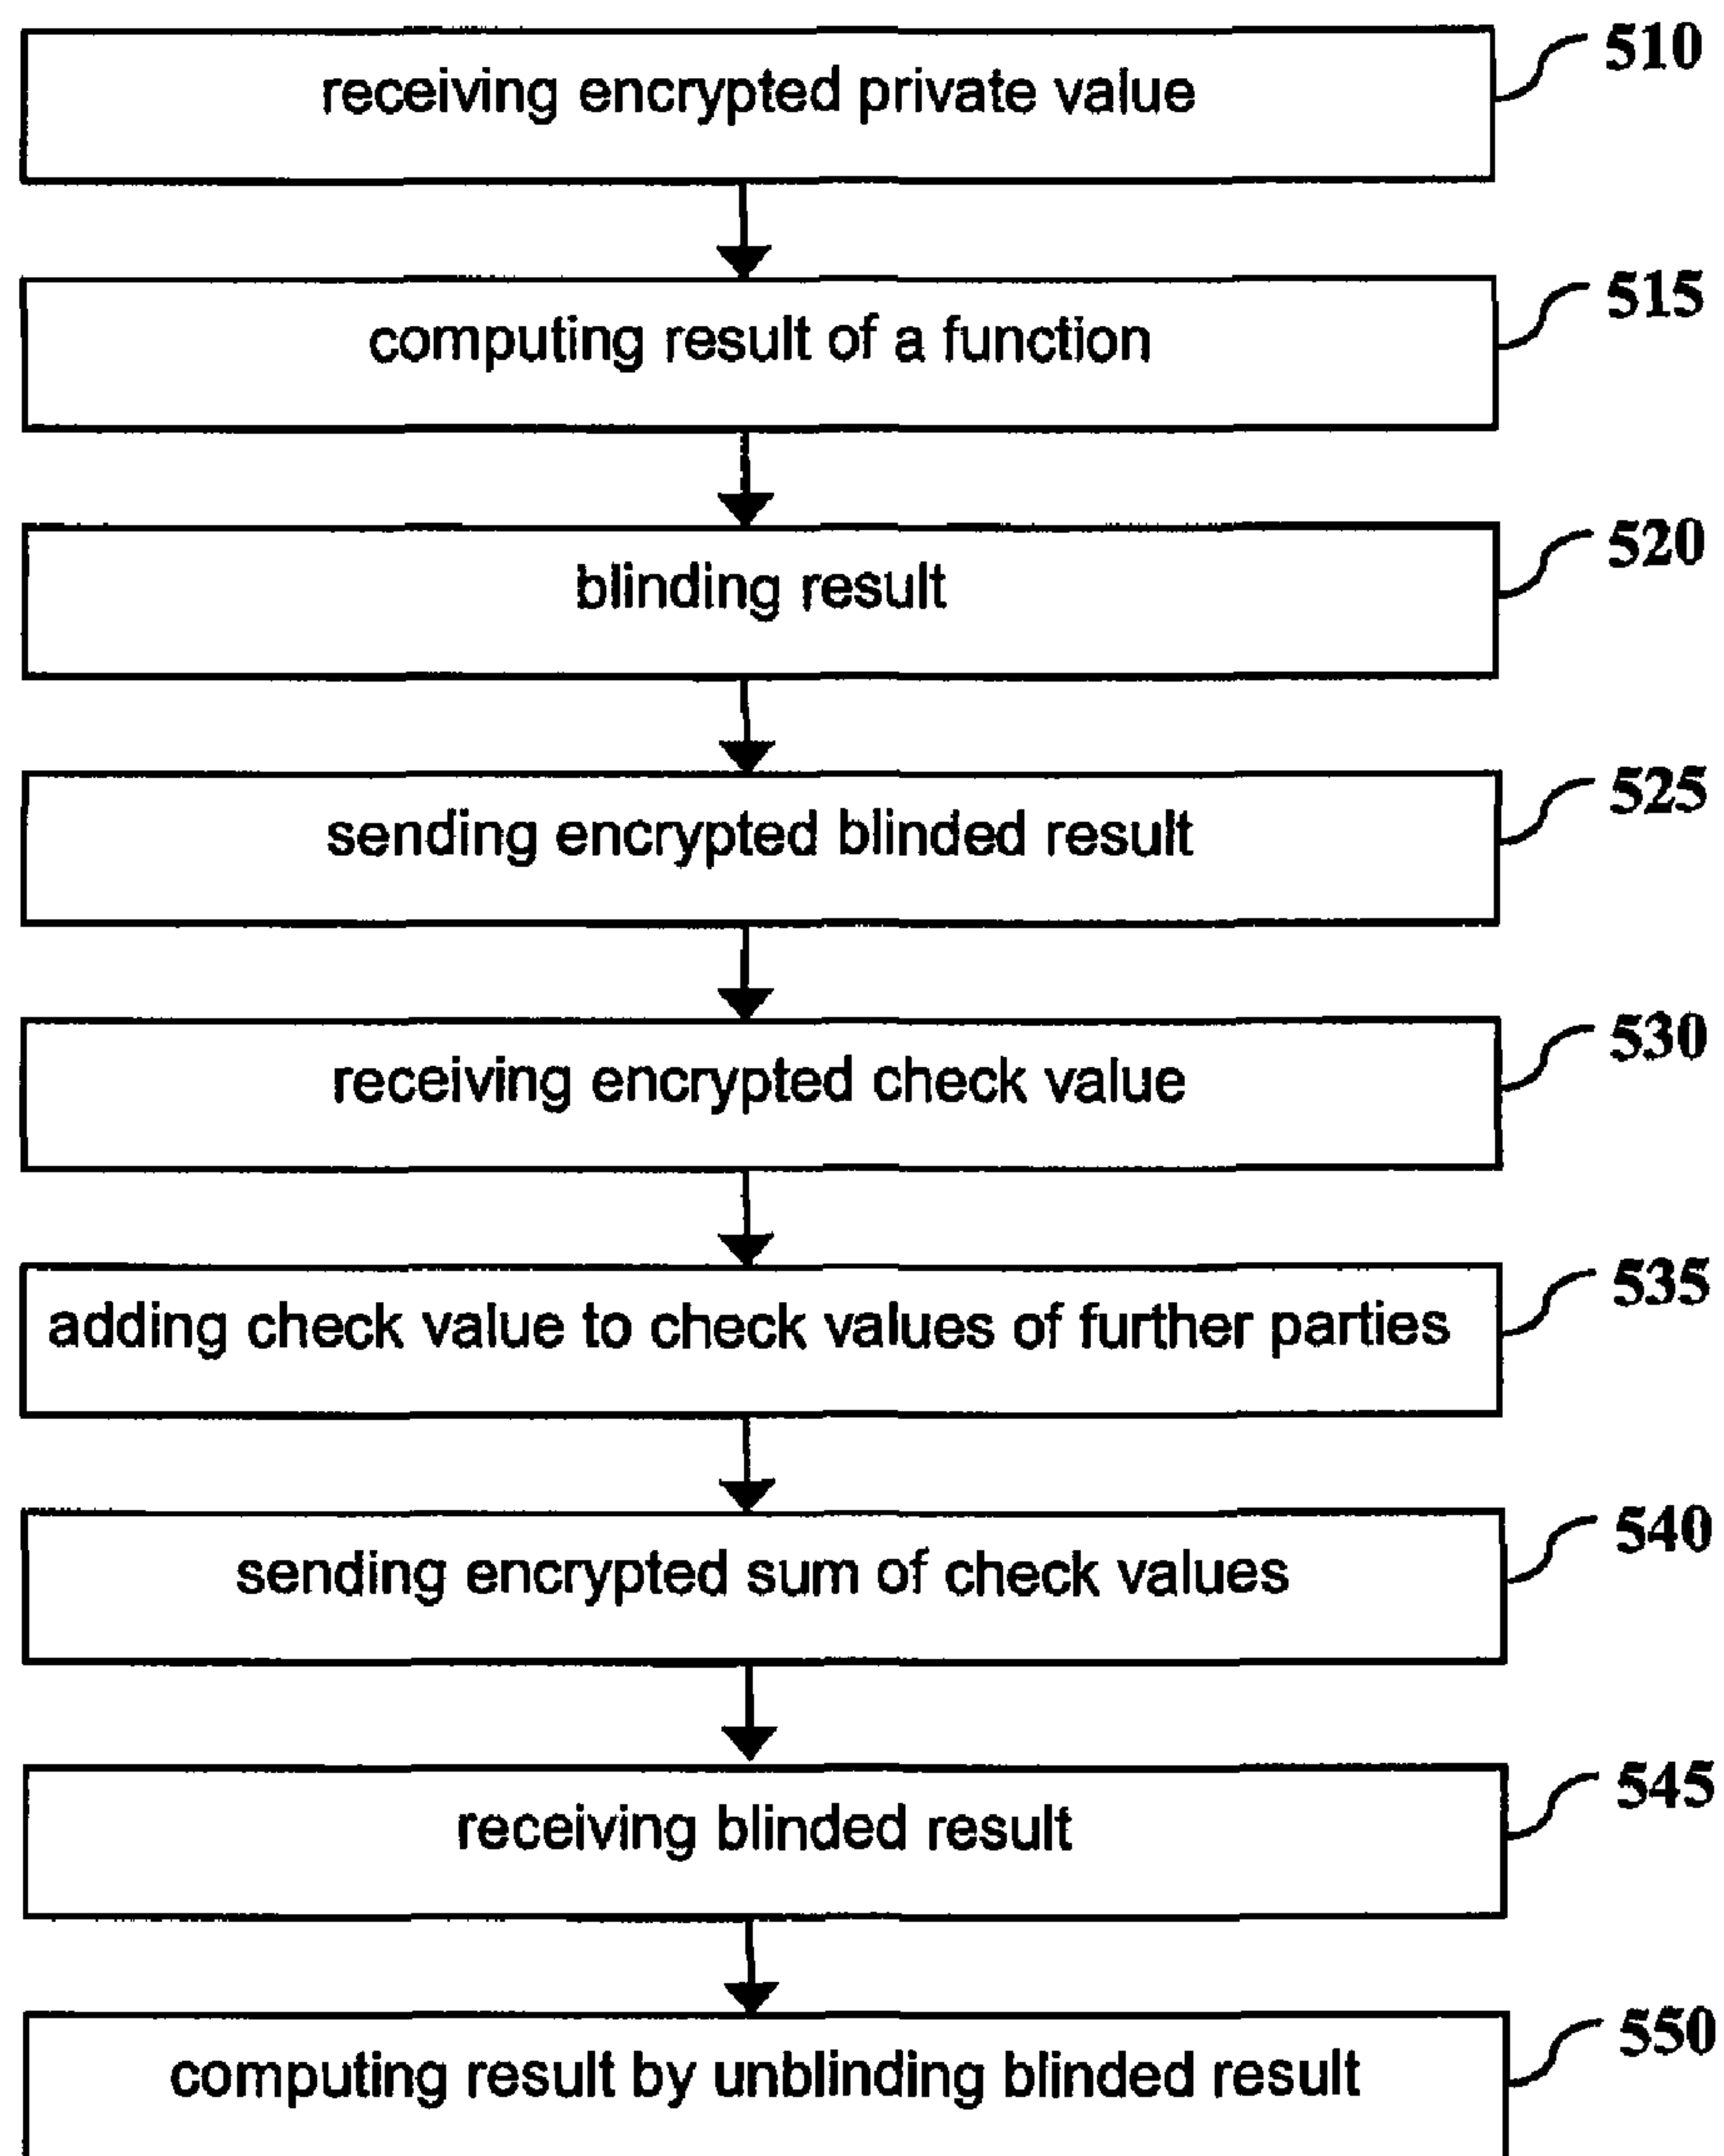 receiving encrypted private value 510
computing result of a function 515
blinding result 520
sending encrypted blinded result 525
receiving encrypted check value 530
adding check value to check values of further parties 535
sending encrypted sum of check values 540
receiving blinded result 545
computing result by unblinding blinded result 550